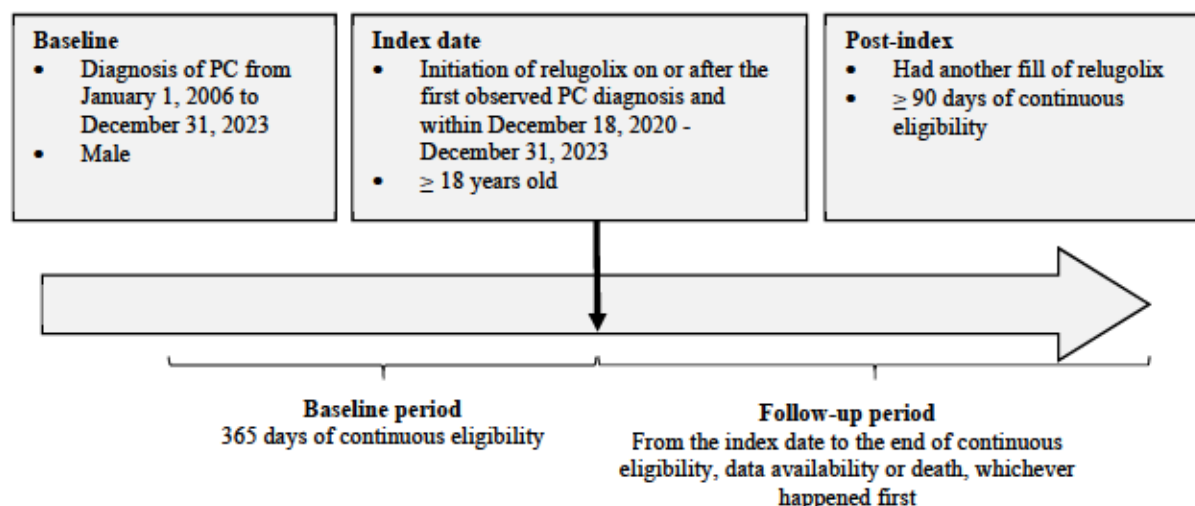 Baseline
• Diagnosis of PC from
January 1, 2006 to
December 31, 2023
• Male
Index date
• Initiation of relugolix on or after the
first observed PC diagnosis and
within December 18, 2020 -
December 31, 2023
• ≥ 18 years old
Post-index
• Had another fill of relugolix
• ≥ 90 days of continuous
eligibility
Baseline period
365 days of continuous eligibility
Follow-up period
From the index date to the end of continuous
eligibility, data availability or death, whichever
happened first